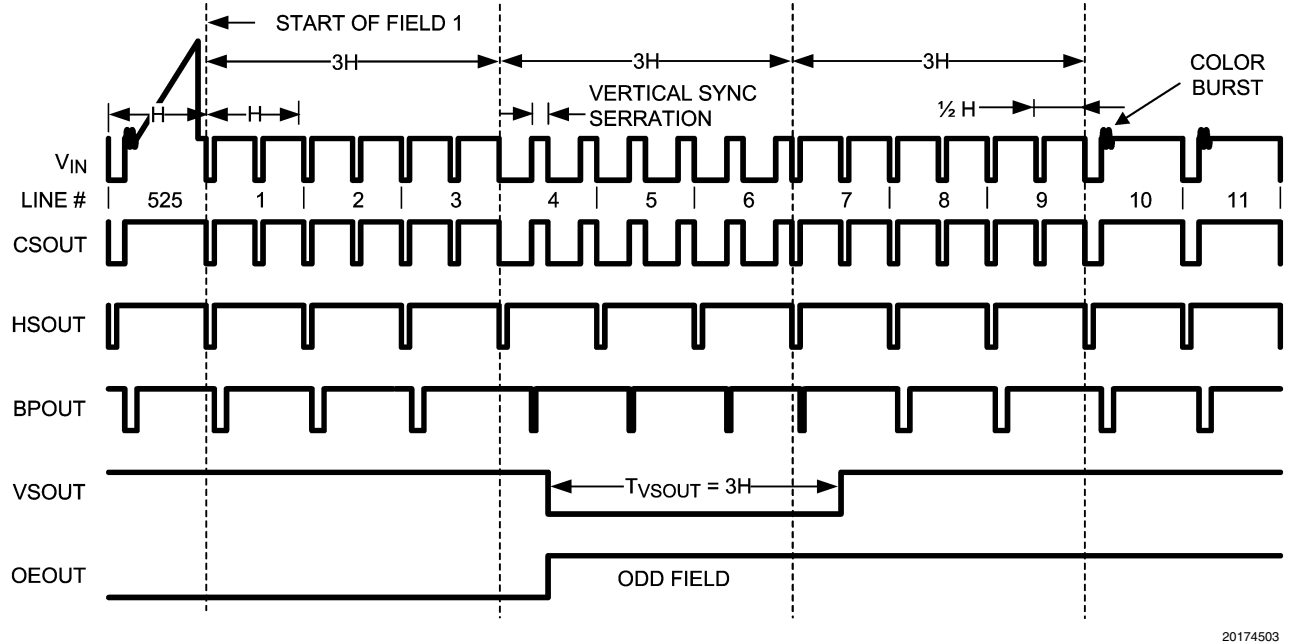 START OF FIELD 1
3H
3H
3H
COLOR
BURST
H
H
VERTICAL SYNC
SERRATION
½ H
VIN
LINE #
525
1
2
3
4
5
6
7
8
9
10
11
CSOUT
HSOUT
BPOUT
VSOUT
TVSOUT = 3H
OEOUT
ODD FIELD
20174503